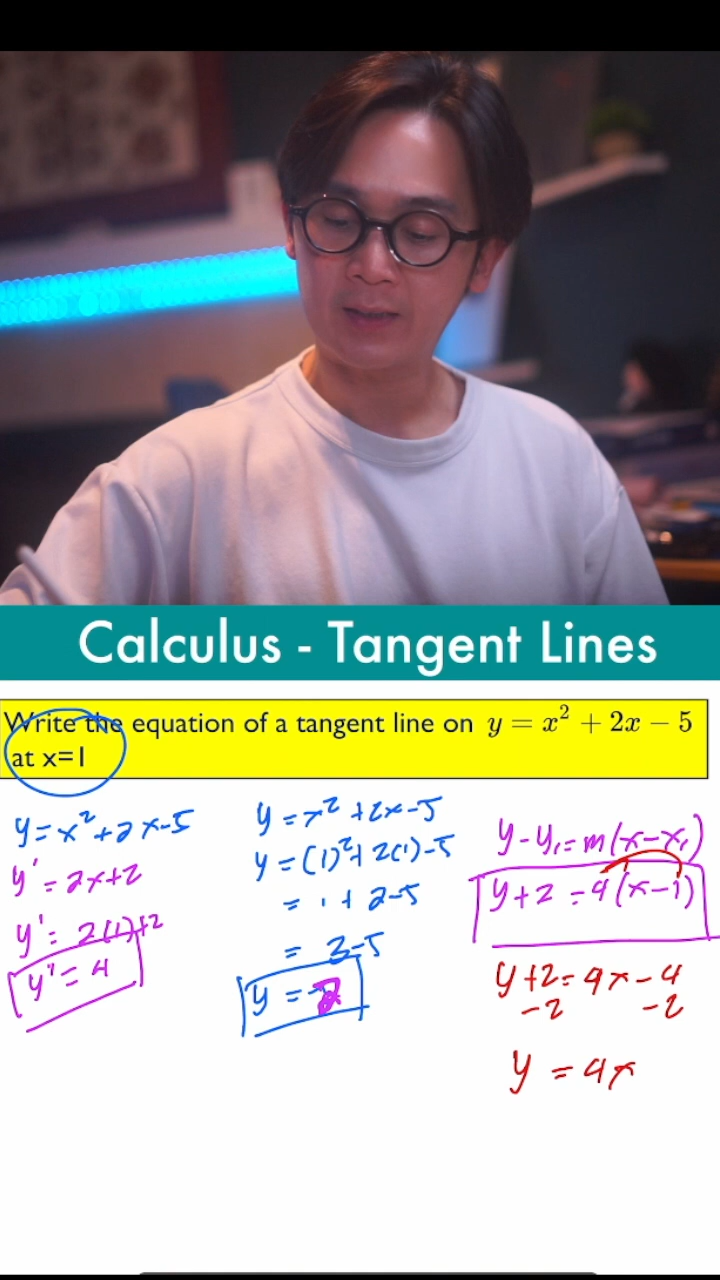 Calculus - Tangent Lines
Write the equation of a tangent line on y = x² + 2x − 5
at x=1
y = x² + 2x − 5
y' = 2x + 2
y' = 2(1) + 2
y' = 4
y = x² + 2x − 5
y = (1)² + 2(1) − 5
= 1 + 2 − 5
= 3 − 5
y = −2
y − y₁ = m(x − x₁)
y + 2 = 4(x − 1)
y + 2 = 4x − 4
−2 −2
y = 4x